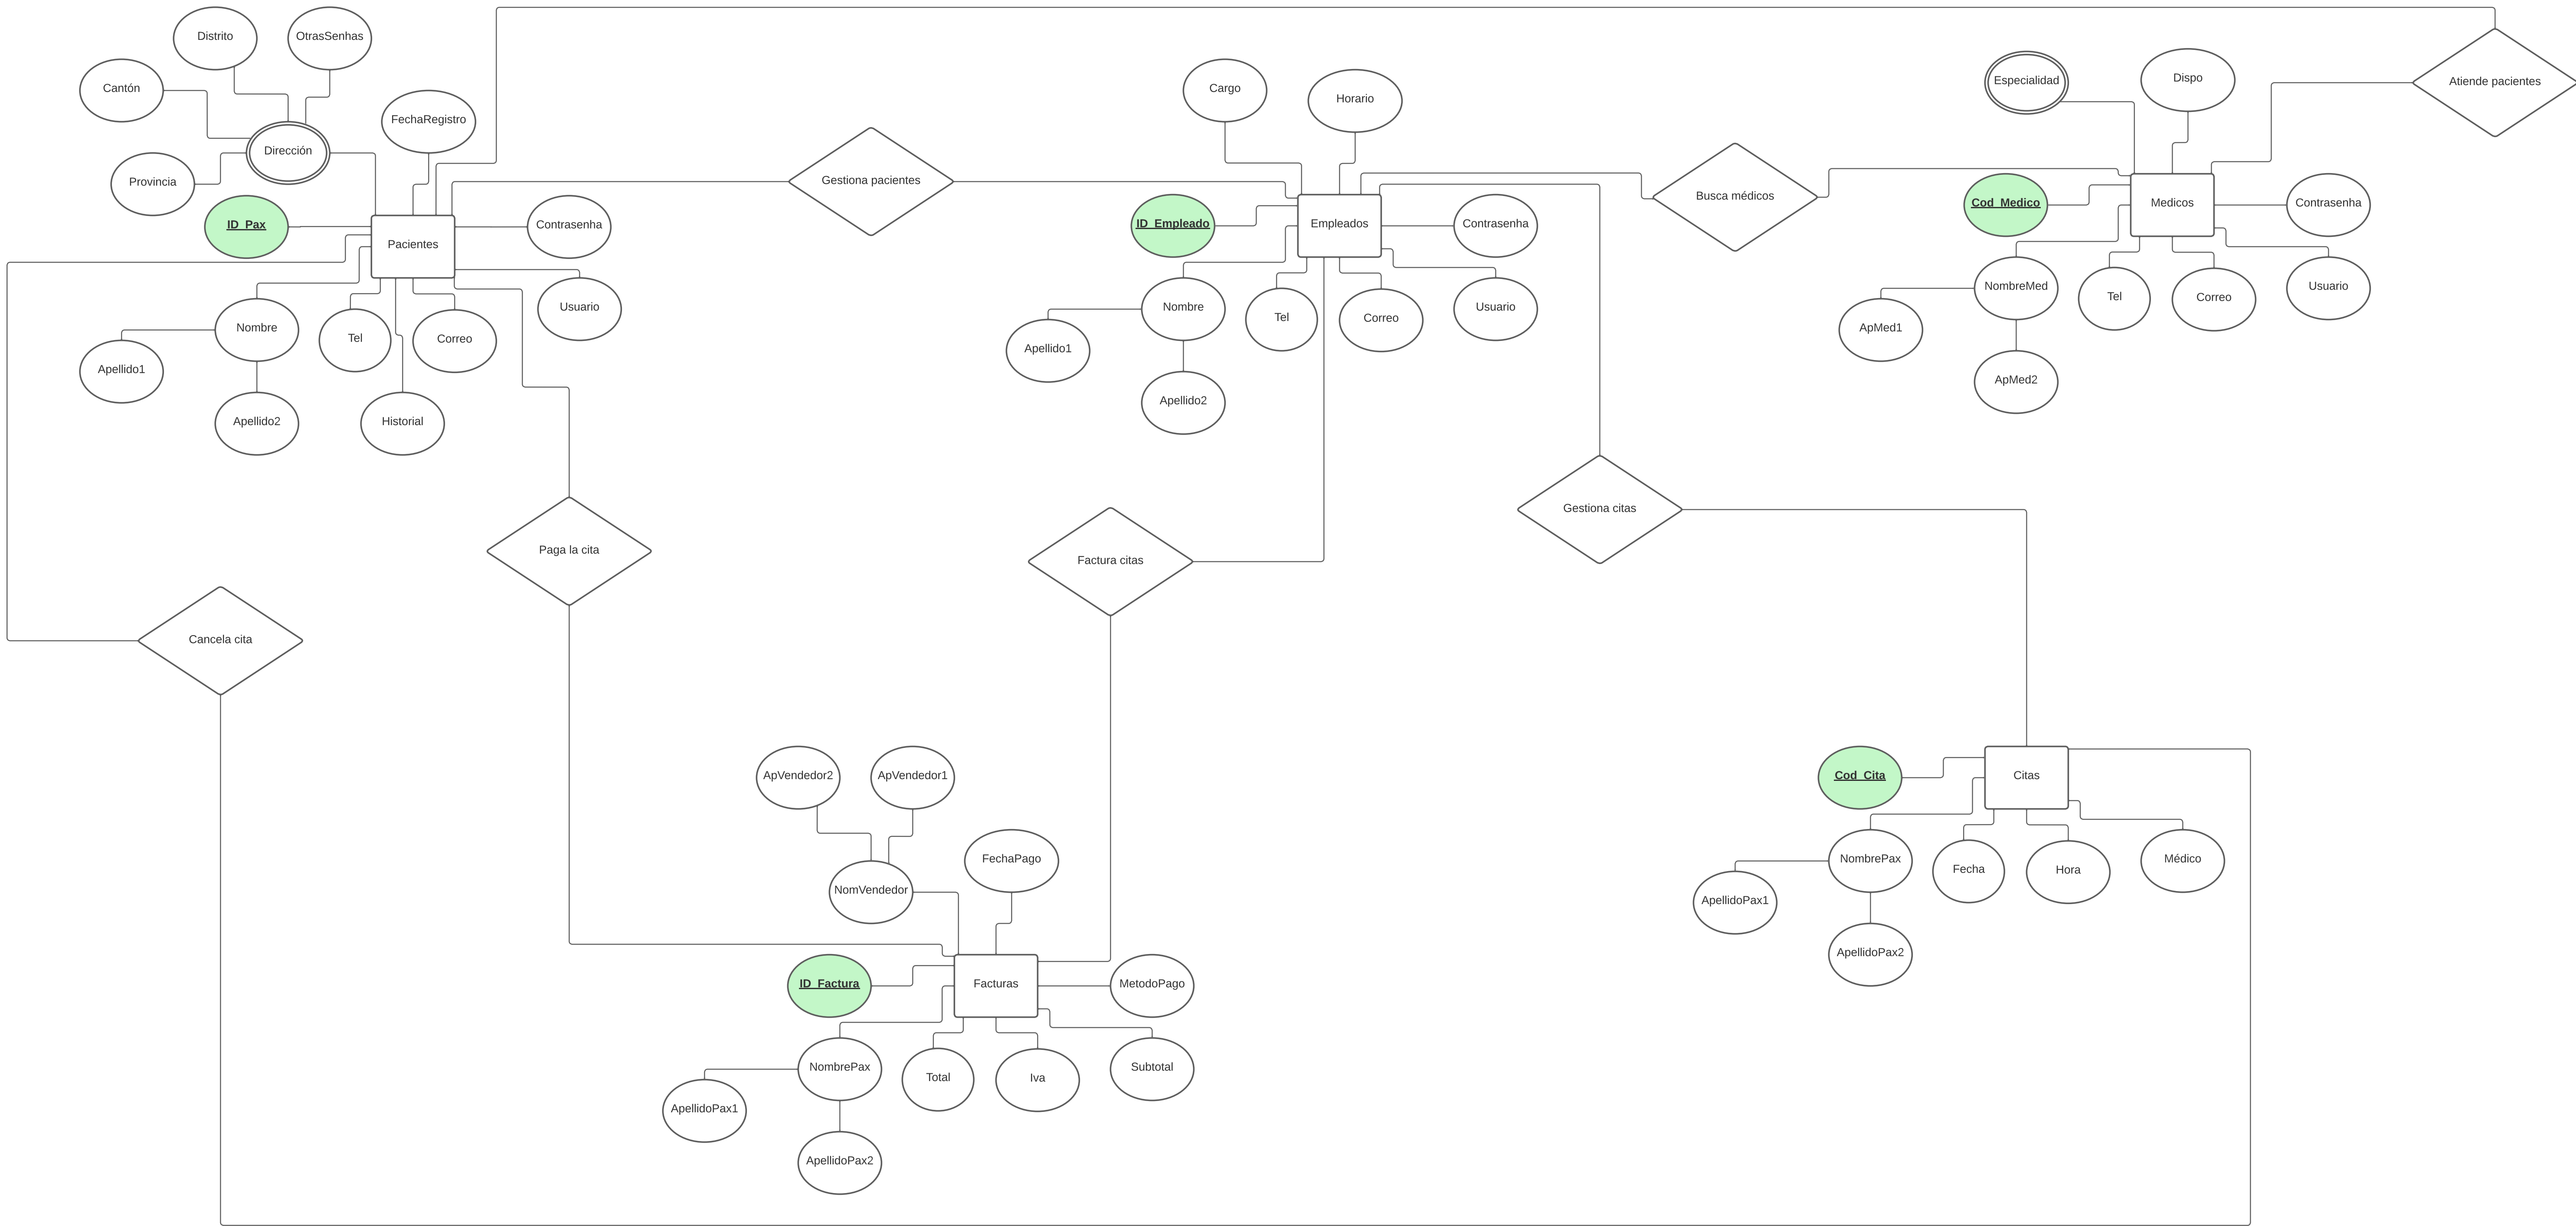 Distrito
OtrasSenhas
Cantón
FechaRegistro
Dirección
Provincia
ID_Pax
Contrasenha
Pacientes
Usuario
Nombre
Tel
Correo
Apellido1
Apellido2
Historial
Gestiona pacientes
Cargo
Horario
ID_Empleado
Empleados
Contrasenha
Nombre
Tel
Correo
Usuario
Apellido1
Apellido2
Busca médicos
Especialidad
Dispo
Atiende pacientes
Cod_Medico
Medicos
Contrasenha
NombreMed
Tel
Correo
Usuario
ApMed1
ApMed2
Gestiona citas
Paga la cita
Factura citas
Cancela cita
ApVendedor2
ApVendedor1
NomVendedor
FechaPago
ID_Factura
Facturas
MetodoPago
NombrePax
Total
Iva
Subtotal
ApellidoPax1
ApellidoPax2
Cod_Cita
Citas
NombrePax
Fecha
Hora
Médico
ApellidoPax1
ApellidoPax2